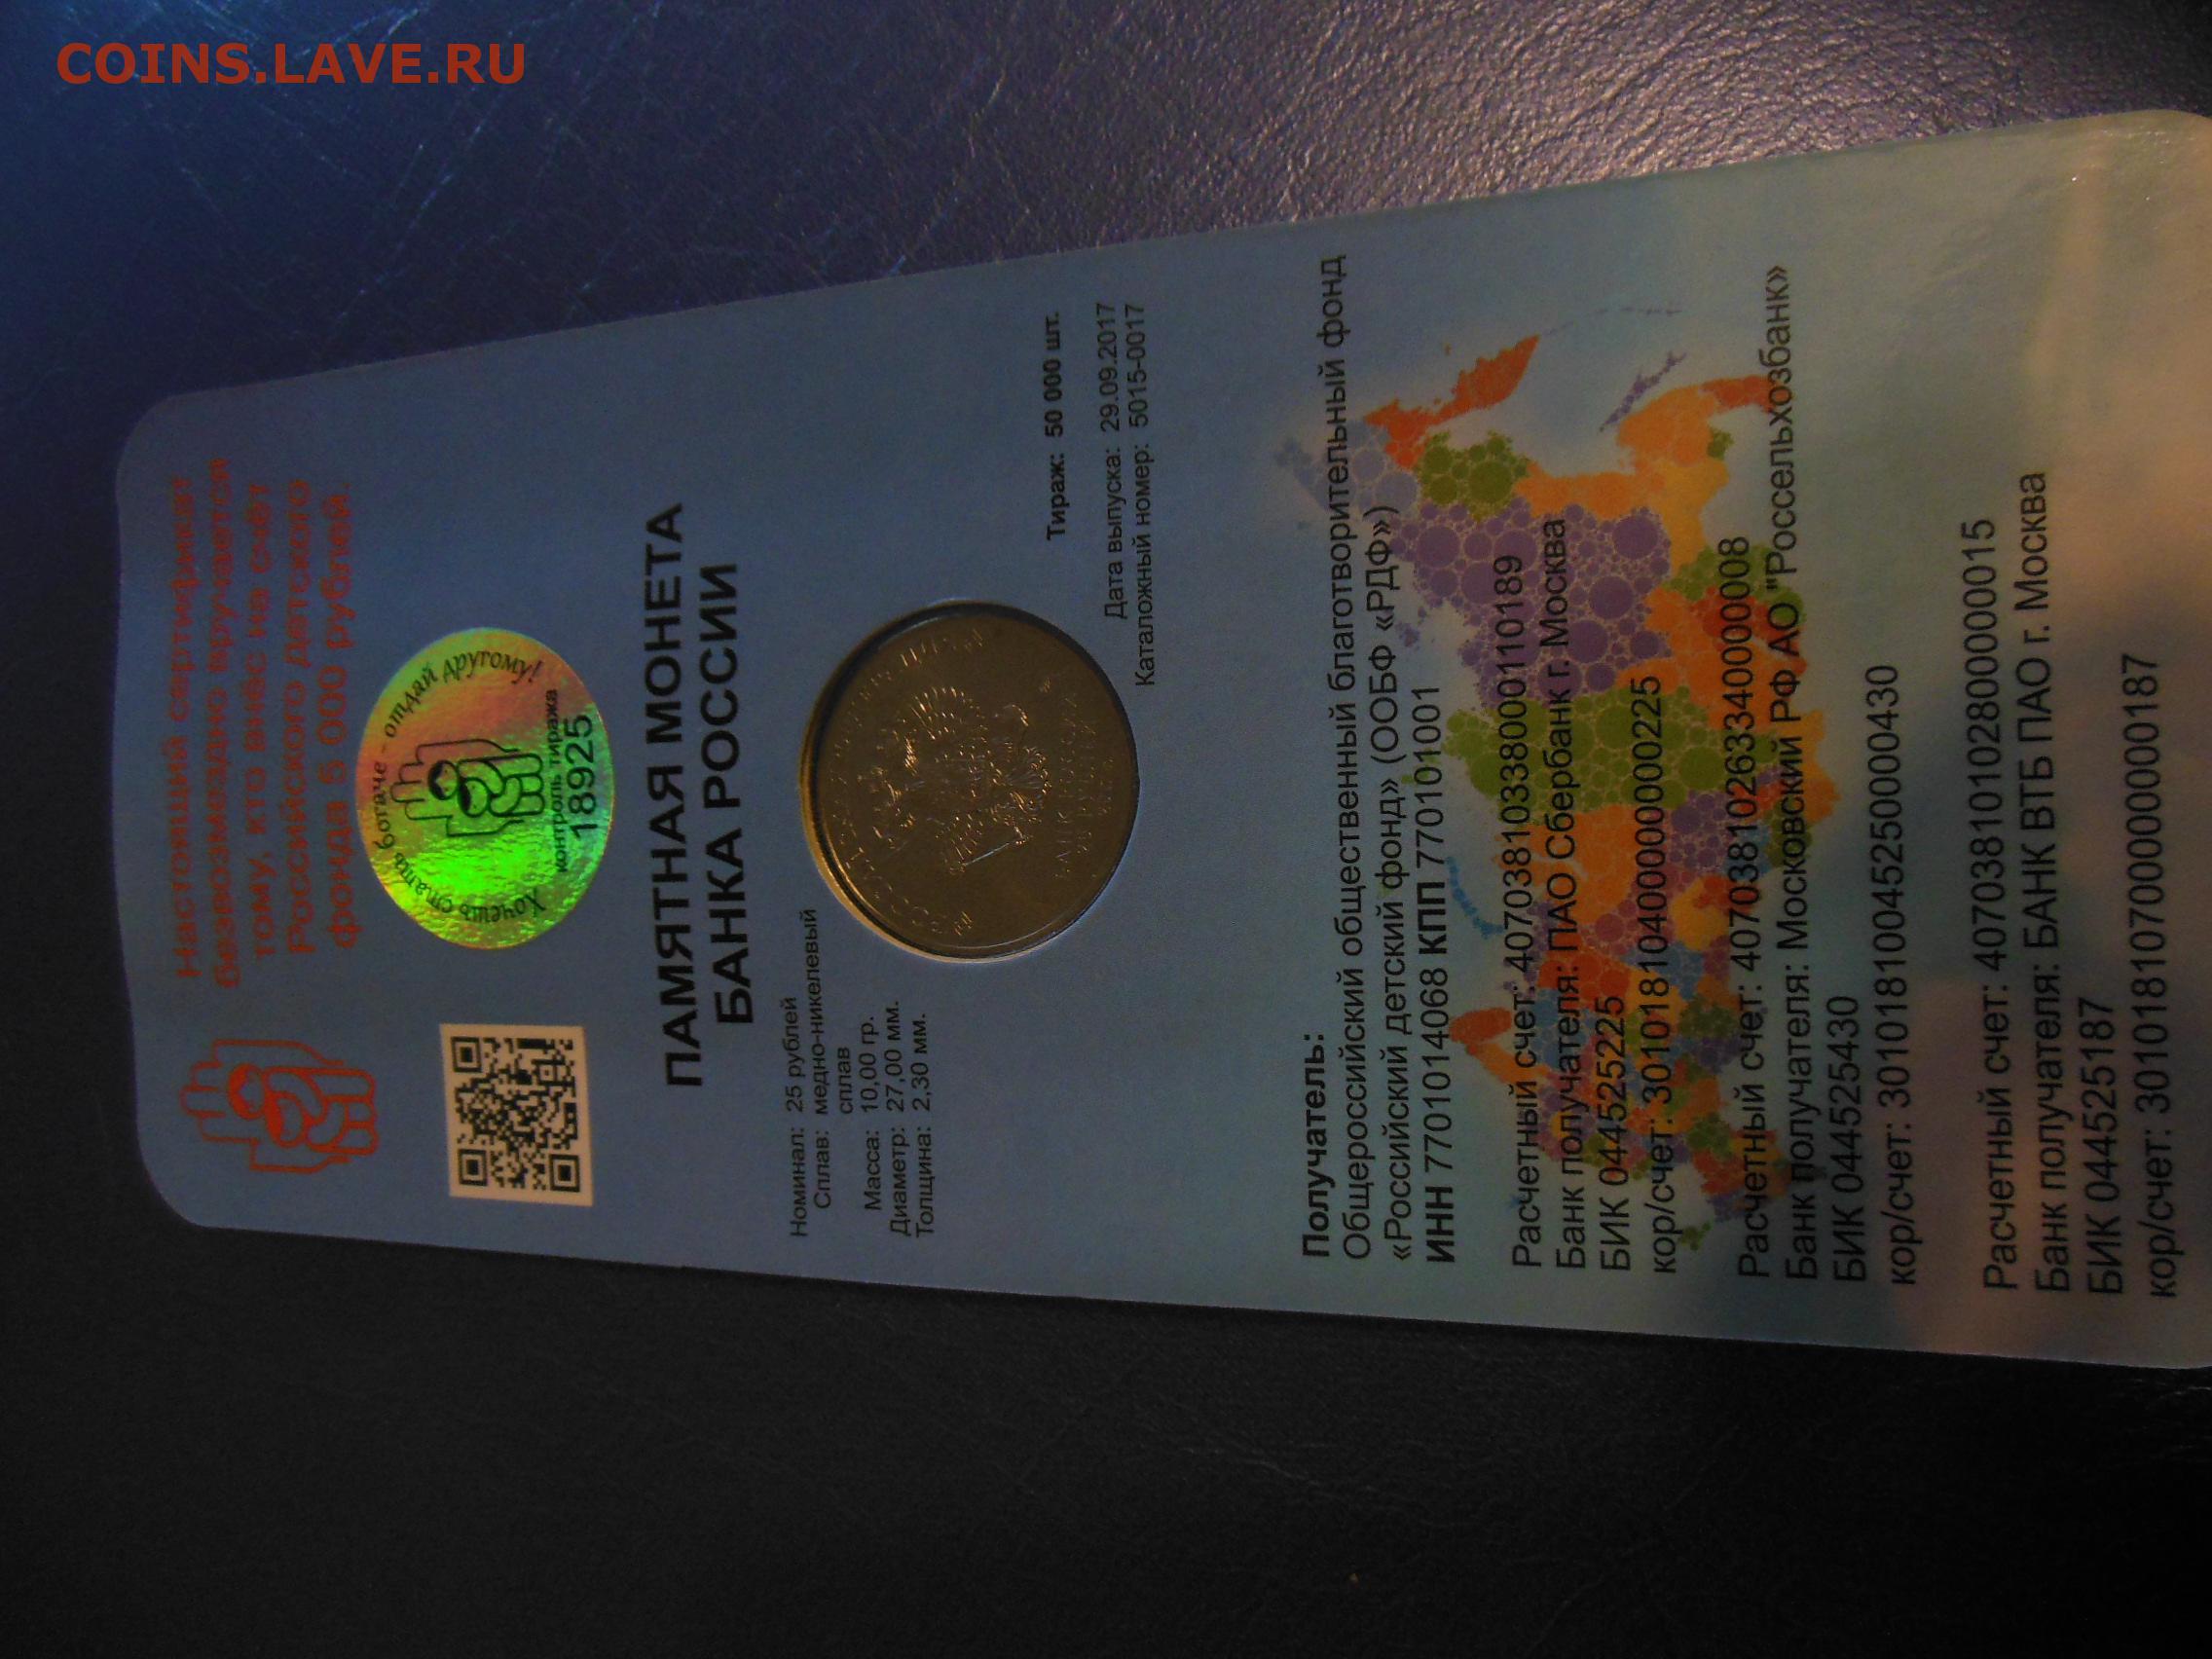 COINS.LAVE.RU
Настоящий сертификат
безвозмездно вручается
тому, кто внёс на счёт
Российского детского
фонда 5 000 рублей.
Хочешь стать богаче - отдай другому!
контроль тиража
18925
ПАМЯТНАЯ МОНЕТА
БАНКА РОССИИ
Номинал: 25 рублей
Сплав: медно-никелевый
сплав
Масса: 10,00 гр.
Диаметр: 27,00 мм.
Толщина: 2,30 мм.
Тираж: 50 000 шт.
Дата выпуска: 29.09.2017
Каталожный номер: 5015-0017
Получатель:
Общероссийский общественный благотворительный фонд
«Российский детский фонд» (ООБФ «РДФ»)
ИНН 7701014068 КПП 770101001
Расчетный счет: 40703810338000110189
Банк получателя: ПАО Сбербанк г. Москва
БИК 044525225
кор/счет: 30101810400000000225
Расчетный счет: 40703810263340000008
Банк получателя: Московский РФ АО "Россельхозбанк»
БИК 044525430
кор/счет: 30101810045250000430
Расчетный счет: 40703810102800000015
Банк получателя: БАНК ВТБ ПАО г. Москва
БИК 044525187
кор/счет: 30101810700000000187